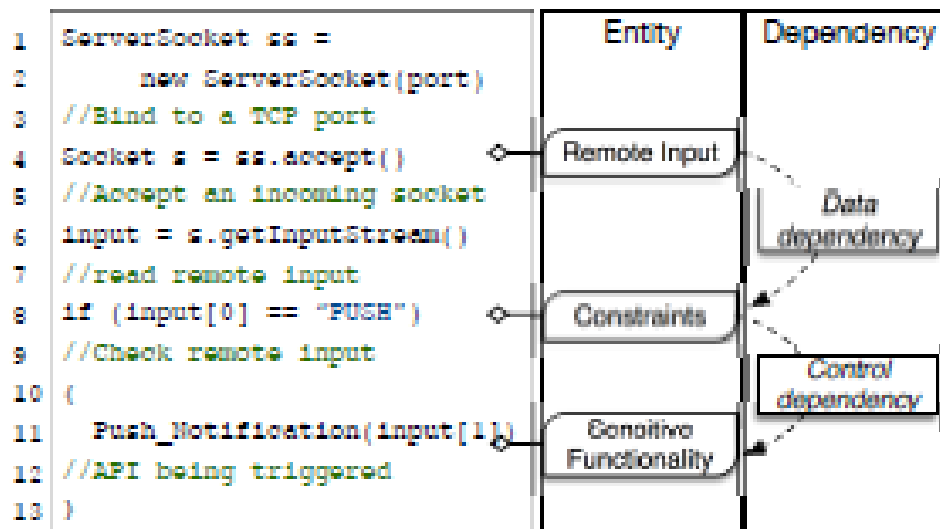 1 ServerSocket ss =
2 new ServerSocket(port)
3 //Bind to a TCP port
4 Socket s = ss.accept()
5 //Accept an incoming socket
6 input = s.getInputStream()
7 //read remote input
8 if (input[0] == "PUSH")
9 //Check remote input
10 {
11 Push_Notification(input[1])
12 //API being triggered
13 }
Entity
Remote Input
Constraints
Sensitive
Functionality
Dependency
Data
dependency
Control
dependency